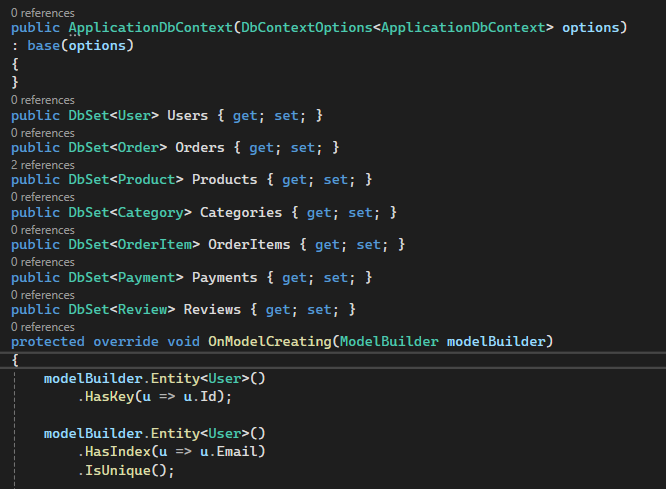 0 references
public ApplicationDbContext(DbContextOptions<ApplicationDbContext> options)
: base(options)
{
}
0 references
public DbSet<User> Users { get; set; }
0 references
public DbSet<Order> Orders { get; set; }
2 references
public DbSet<Product> Products { get; set; }
0 references
public DbSet<Category> Categories { get; set; }
0 references
public DbSet<OrderItem> OrderItems { get; set; }
0 references
public DbSet<Payment> Payments { get; set; }
0 references
public DbSet<Review> Reviews { get; set; }
0 references
protected override void OnModelCreating(ModelBuilder modelBuilder)
{
    modelBuilder.Entity<User>()
        .HasKey(u => u.Id);

    modelBuilder.Entity<User>()
        .HasIndex(u => u.Email)
        .IsUnique();